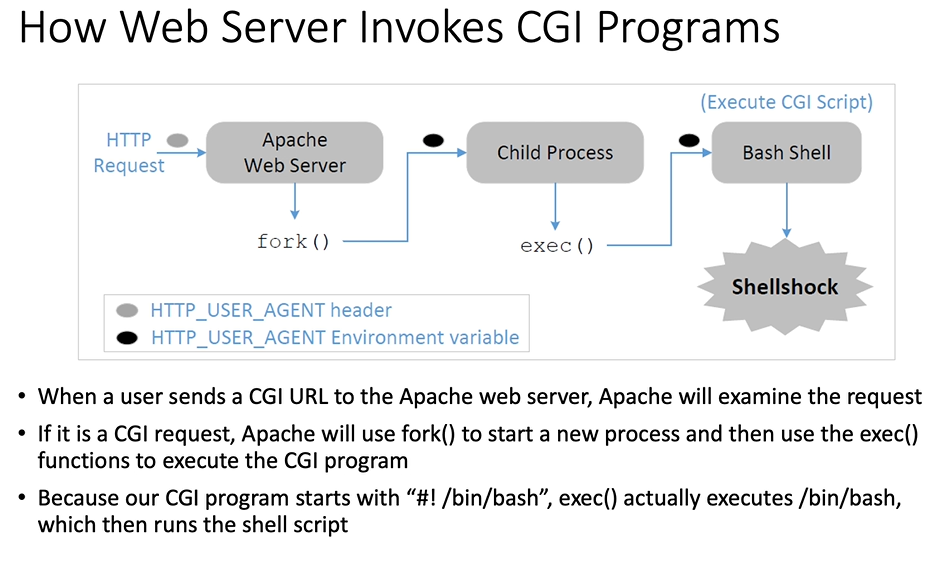 How Web Server Invokes CGI Programs
(Execute CGI Script)
HTTP
Request
Apache
Web Server
Child Process
Bash Shell
fork()
exec()
Shellshock
HTTP_USER_AGENT header
HTTP_USER_AGENT Environment variable
• When a user sends a CGI URL to the Apache web server, Apache will examine the request
• If it is a CGI request, Apache will use fork() to start a new process and then use the exec()
functions to execute the CGI program
• Because our CGI program starts with “#! /bin/bash”, exec() actually executes /bin/bash,
which then runs the shell script